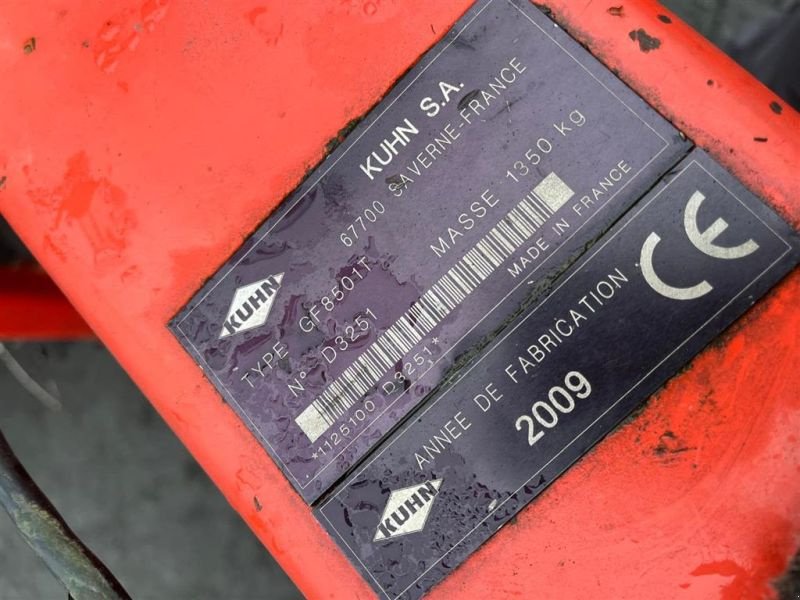 KUHN S.A.
67700 SAVERNE-FRANCE
KUHN
TYPE GF8501T MASSE 1350 kg
N° D3251
*1125100 D3251* MADE IN FRANCE
ANNEE DE FABRICATION CE
KUHN 2009